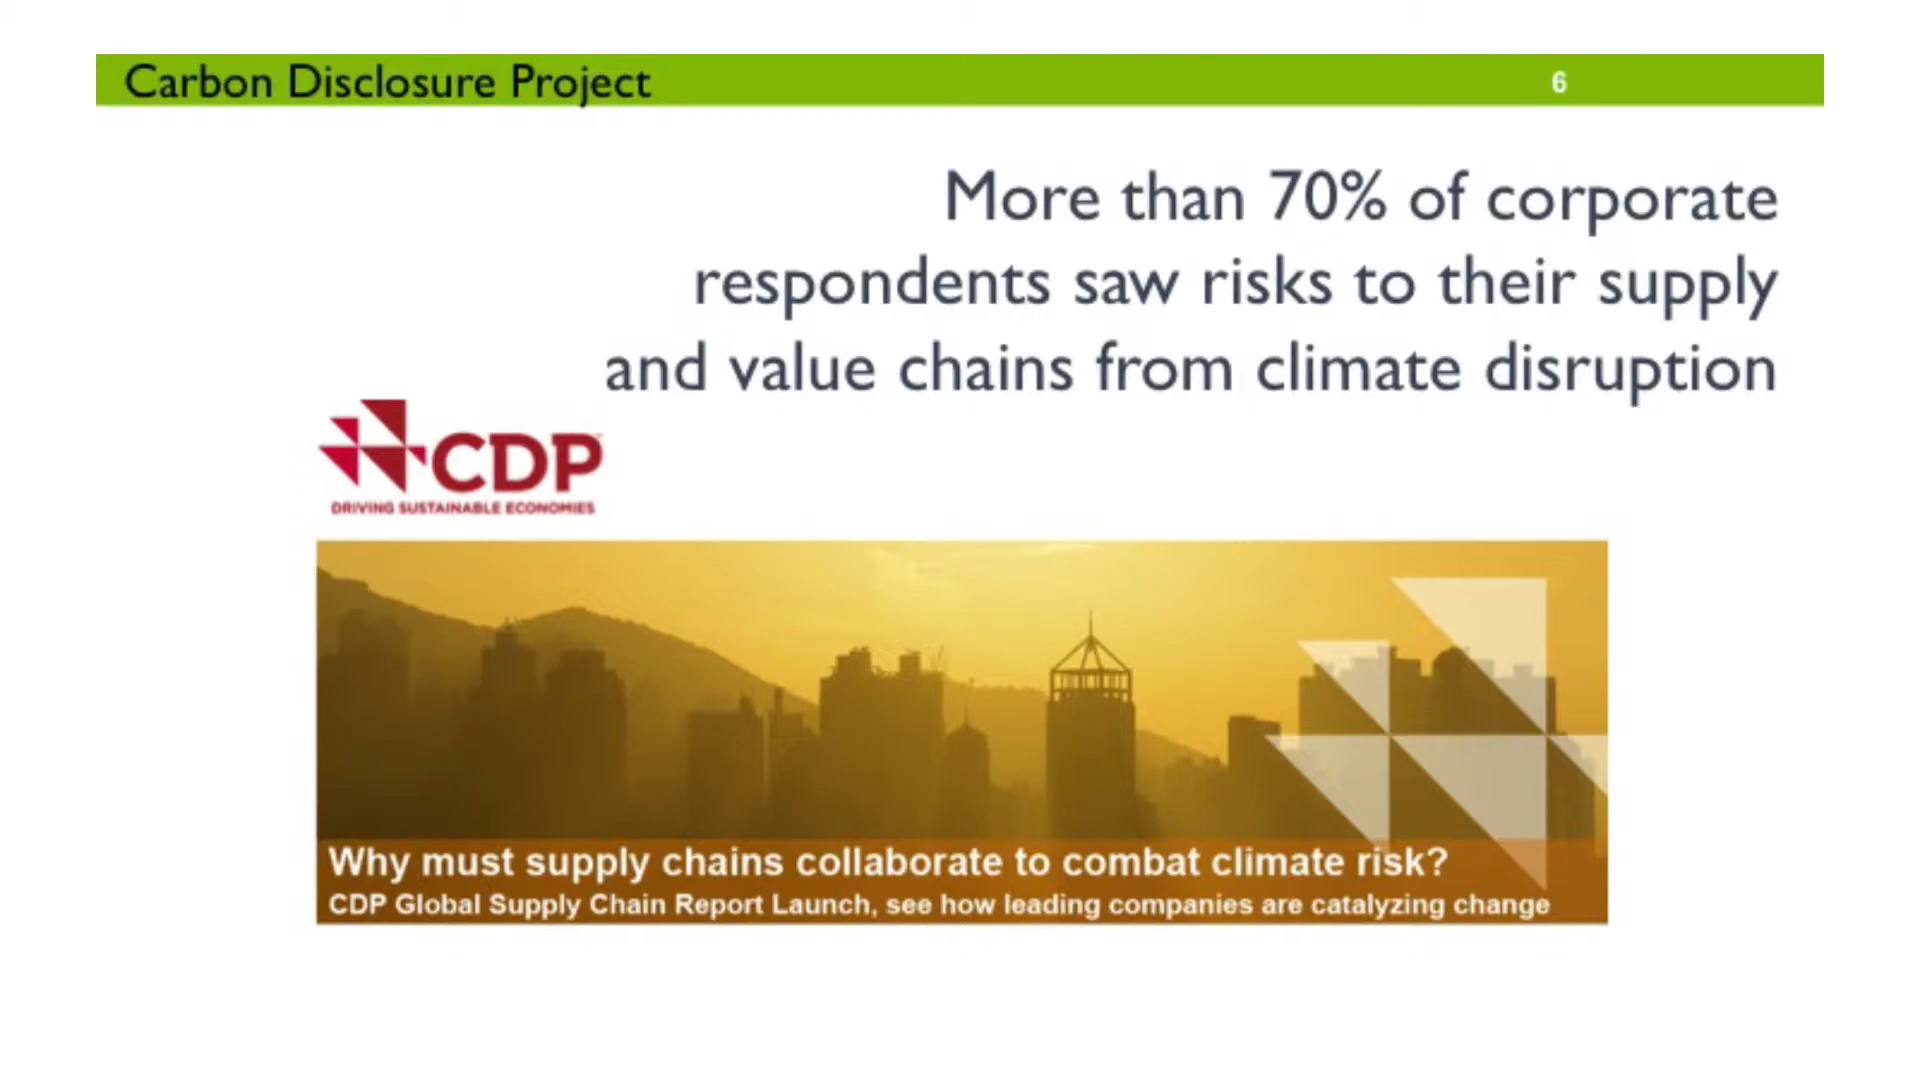 Carbon Disclosure Project
6
More than 70% of corporate
respondents saw risks to their supply
and value chains from climate disruption
CDP
DRIVING SUSTAINABLE ECONOMIES
Why must supply chains collaborate to combat climate risk?
CDP Global Supply Chain Report Launch, see how leading companies are catalyzing change